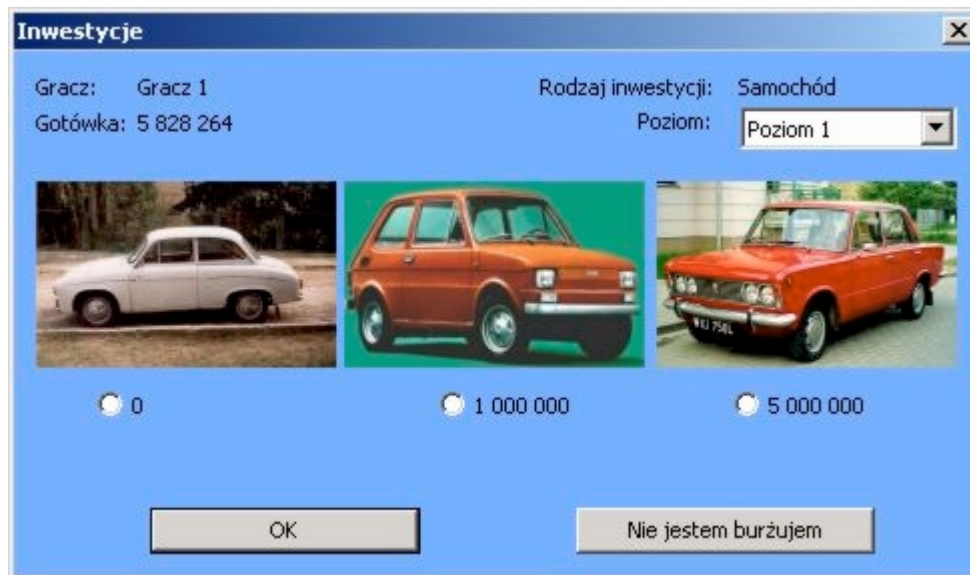 Inwestycje
Gracz: Gracz 1
Rodzaj inwestycji: Samochód
Gotówka: 5 828 264
Poziom: Poziom 1
0
1 000 000
5 000 000
OK
Nie jestem burżujem